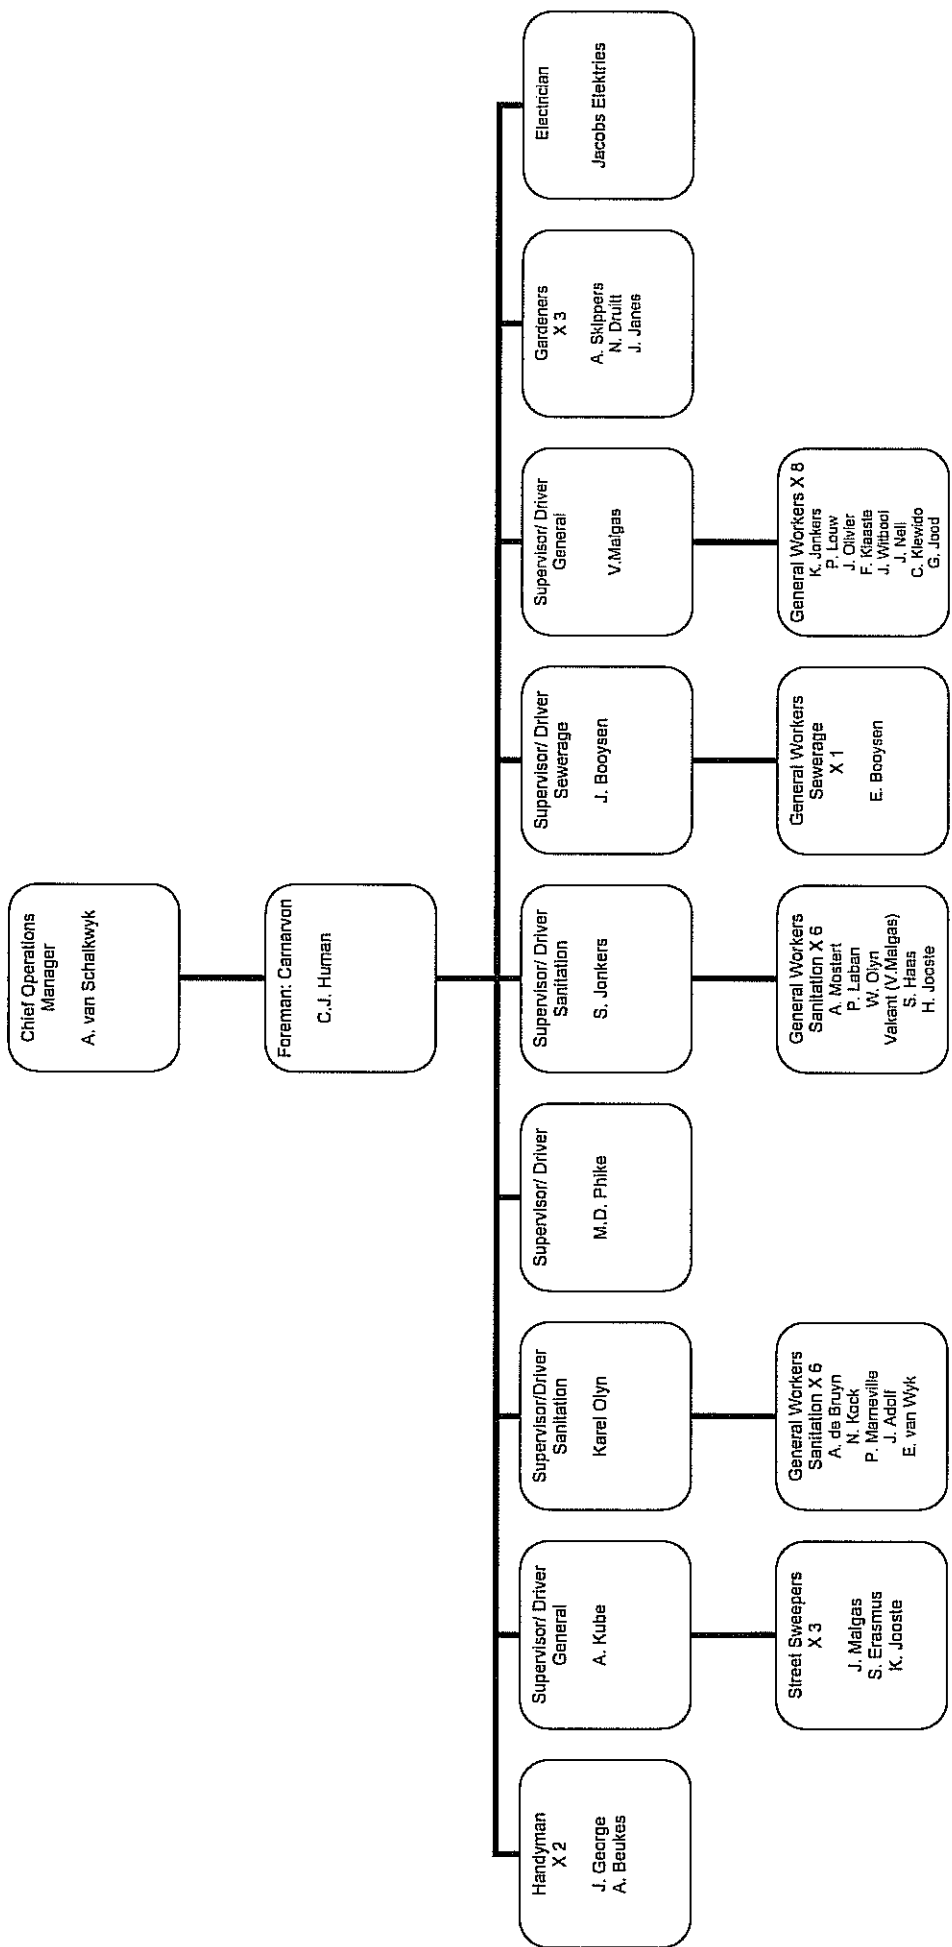 Chief Operations
Manager
A. van Schalkwyk
Foreman: Carnarvon
C.J. Human
Handyman
X 2
J. George
A. Beukes
Supervisor/ Driver
General
A. Kube
Supervisor/Driver
Sanitation
Karel Olyn
Supervisor/ Driver
M.D. Phike
Supervisor/ Driver
Sanitation
S. Jonkers
Supervisor/ Driver
Sewerage
J. Booysen
Supervisor/ Driver
General
V.Malgas
Gardeners
X 3
A. Skippers
N. Druitt
J. Janes
Electrician
Jacobs Elektries
Street Sweepers
X 3
J. Malgas
S. Erasmus
K. Jooste
General Workers
Sanitation X 6
A. de Bruyn
N. Kock
P. Marneville
J. Adolf
E. van Wyk
General Workers
Sanitation X 6
A. Mostert
P. Laban
W. Olyn
Vakant (V.Malgas)
S. Haas
H. Jooste
General Workers
Sewerage
X 1
E. Booysen
General Workers X 8
K. Jonkers
P. Louw
J. Olivier
F. Klaaste
J. Witbooi
J. Nell
C. Klewido
G. Jood